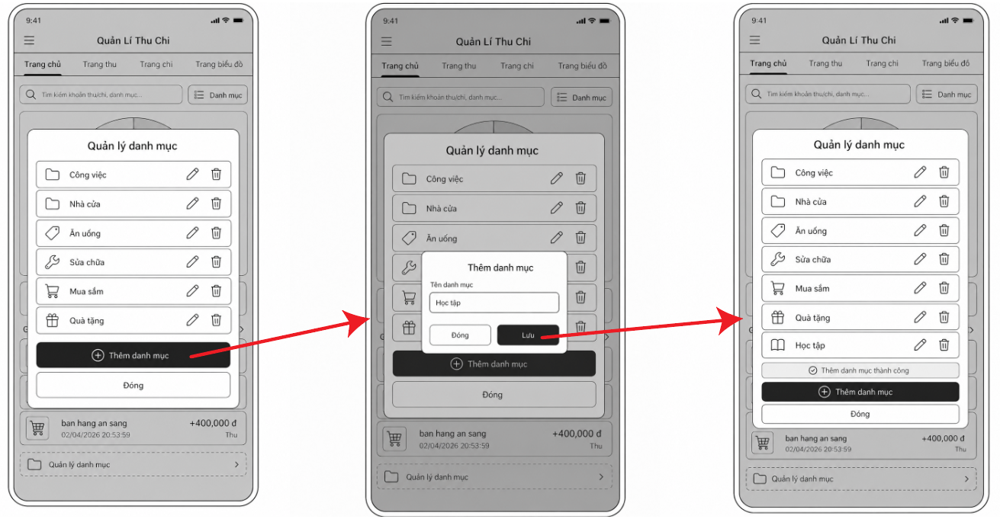 9:41
Quản Lí Thu Chi
Trang chủ Trang thu Trang chi Trang biểu đồ
Tìm kiếm khoản thu/chi, danh mục... Danh mục
Quản lý danh mục
Công việc
Nhà cửa
Ăn uống
Sửa chữa
Mua sắm
Quà tặng
Thêm danh mục
Đóng
ban hang an sang +400,000 đ
02/04/2026 20:53:59 Thu
Quản lý danh mục
9:41
Quản Lí Thu Chi
Trang chủ Trang thu Trang chi Trang biểu đồ
Tìm kiếm khoản thu/chi, danh mục... Danh mục
Quản lý danh mục
Công việc
Nhà cửa
Ăn uống
Thêm danh mục
Tên danh mục
Học tập
Đóng Lưu
Thêm danh mục
Đóng
ban hang an sang +400,000 đ
02/04/2026 20:53:59 Thu
Quản lý danh mục
9:41
Quản Lí Thu Chi
Trang chủ Trang thu Trang chi Trang biểu đồ
Tìm kiếm khoản thu/chi, danh mục... Danh mục
Quản lý danh mục
Công việc
Nhà cửa
Ăn uống
Sửa chữa
Mua sắm
Quà tặng
Học tập
Thêm danh mục thành công
Thêm danh mục
Đóng
ban hang an sang +400,000 đ
02/04/2026 20:53:59 Thu
Quản lý danh mục